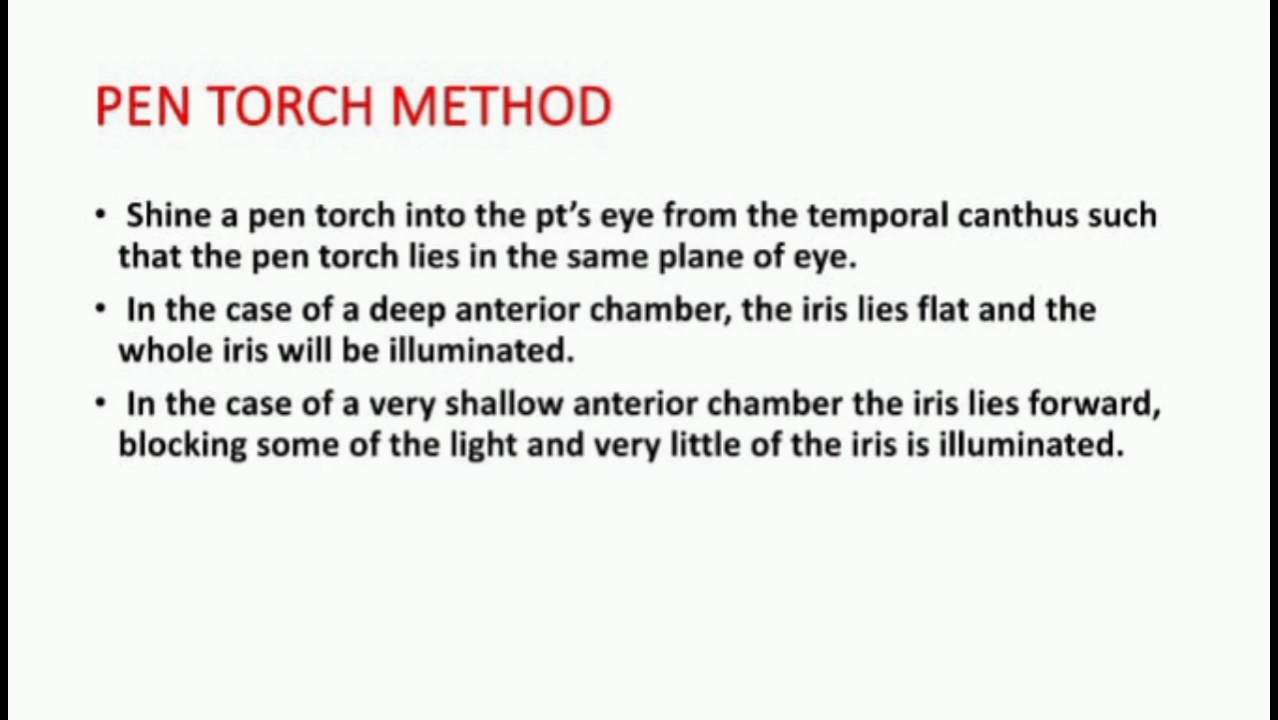 PEN TORCH METHOD
• Shine a pen torch into the pt’s eye from the temporal canthus such
that the pen torch lies in the same plane of eye.
• In the case of a deep anterior chamber, the iris lies flat and the
whole iris will be illuminated.
• In the case of a very shallow anterior chamber the iris lies forward,
blocking some of the light and very little of the iris is illuminated.